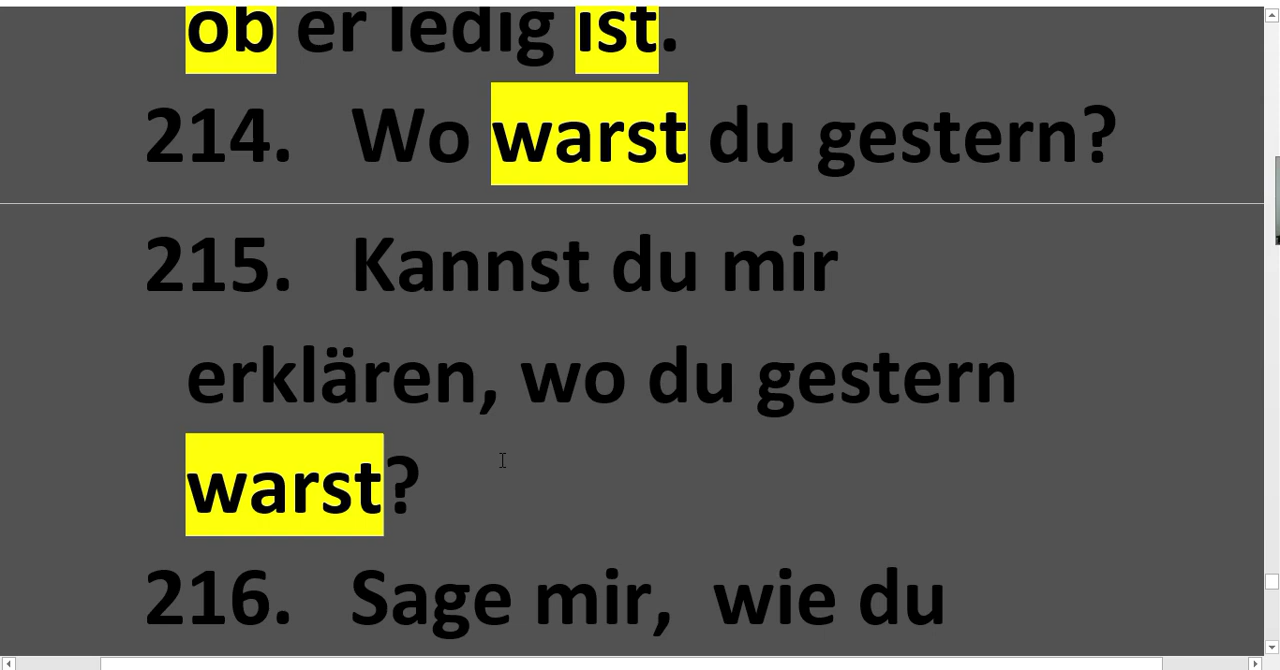 ob er ledig ist.
214. Wo warst du gestern?
215. Kannst du mir
erklären, wo du gestern
warst?
216. Sage mir, wie du